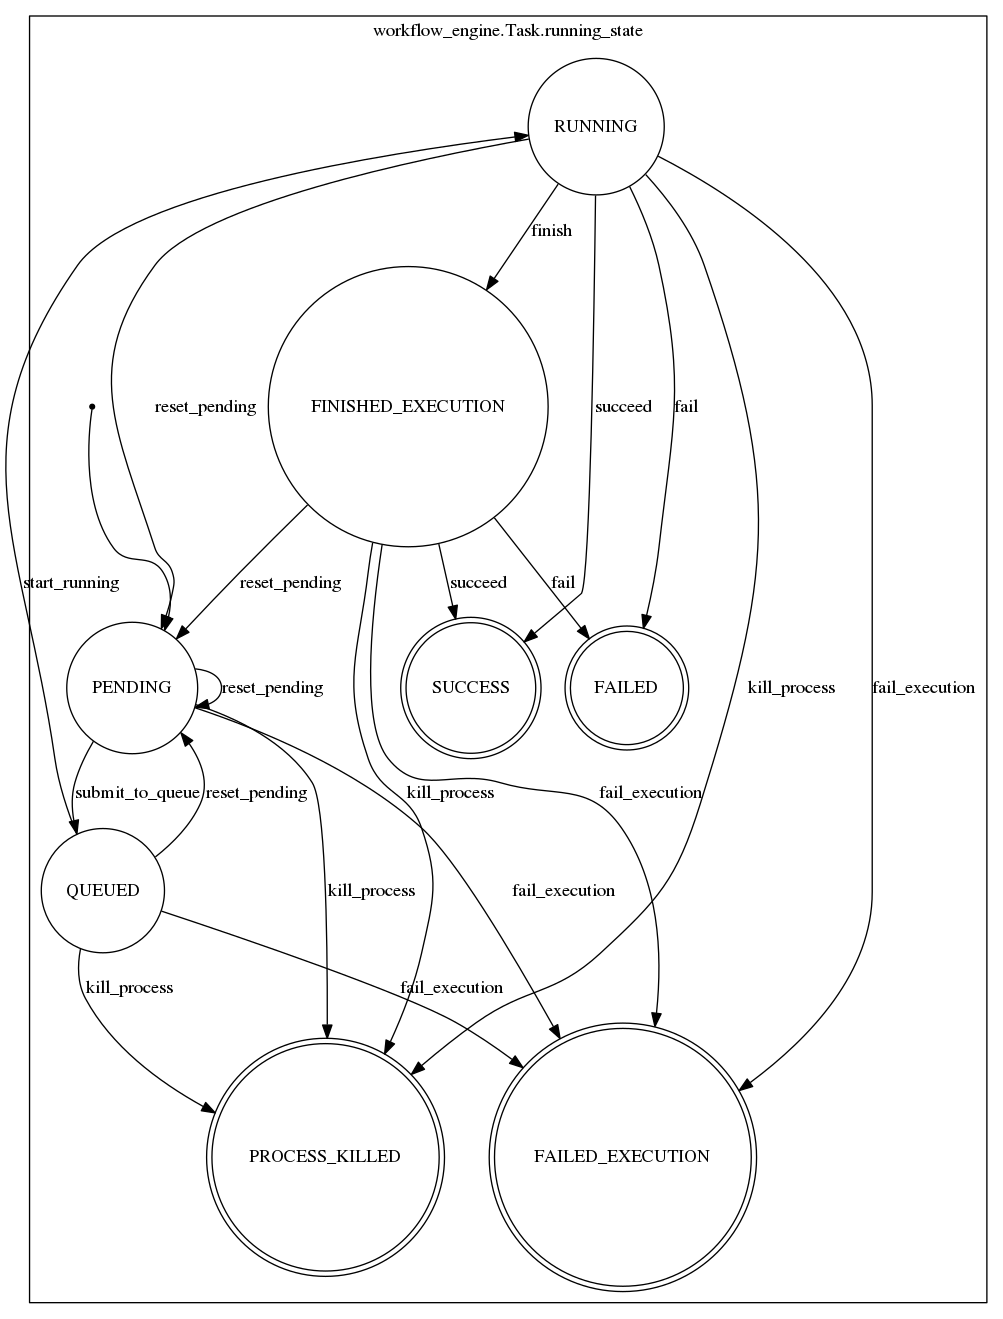 workflow_engine.Task.running_state
RUNNING
finish
reset_pending
FINISHED_EXECUTION
succeed
fail
start_running
reset_pending
succeed
fail
PENDING
reset_pending
SUCCESS
FAILED
kill_process
fail_execution
submit_to_queue
reset_pending
kill_process
fail_execution
QUEUED
kill_process
fail_execution
kill_process
fail_execution
PROCESS_KILLED
FAILED_EXECUTION